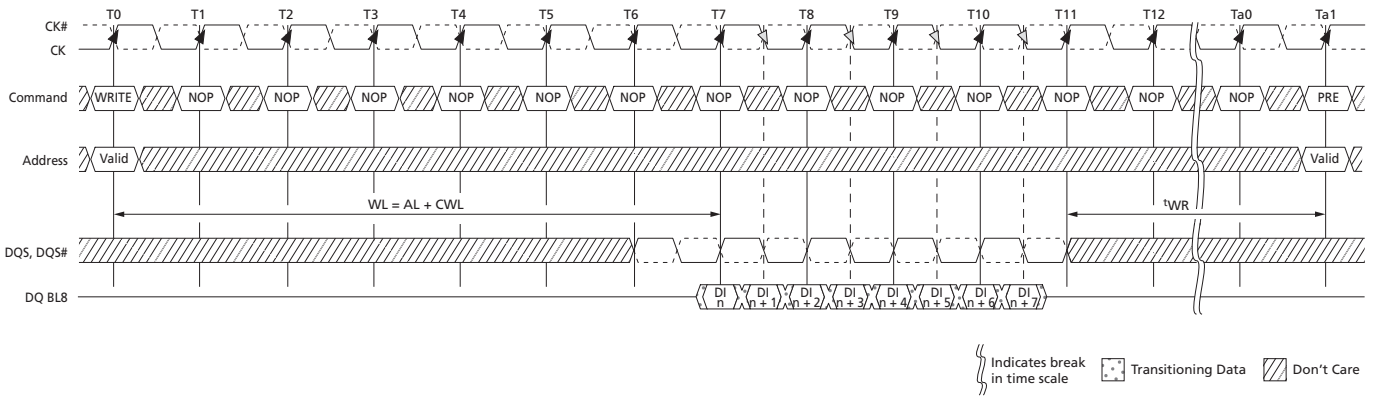 T0 T1 T2 T3 T4 T5 T6 T7 T8 T9 T10 T11 T12 Ta0 Ta1
CK#
CK
Command WRITE NOP NOP NOP NOP NOP NOP NOP NOP NOP NOP NOP NOP NOP PRE
Address Valid Valid
WL = AL + CWL tWR
DQS, DQS#
DQ BL8 DI n DI n + 1 DI n + 2 DI n + 3 DI n + 4 DI n + 5 DI n + 6 DI n + 7
Indicates break
in time scale
Transitioning Data
Don't Care